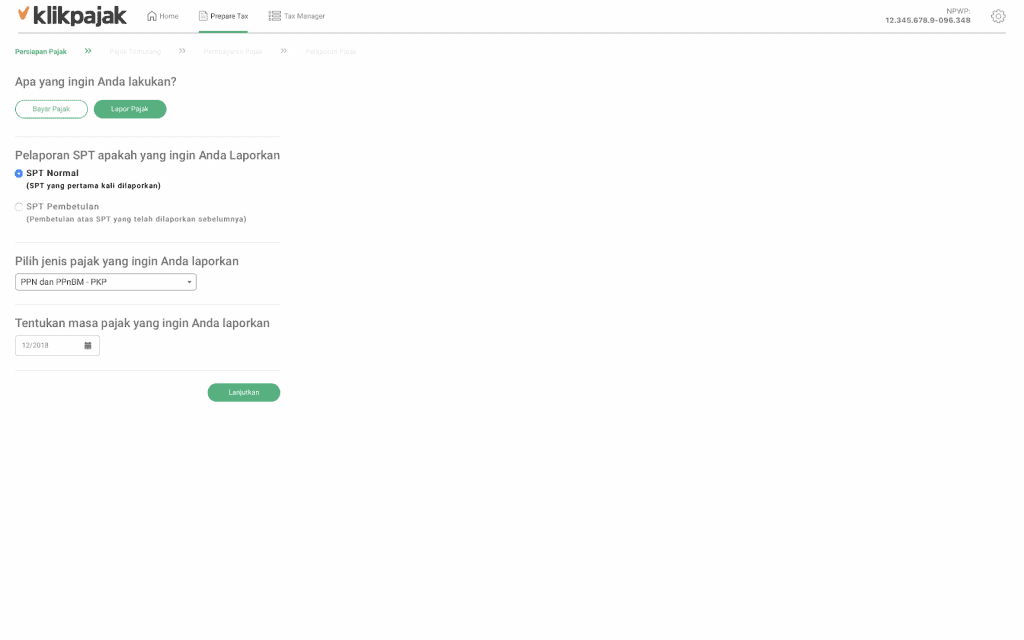 klikpajak
Home
Prepare Tax
Tax Manager
NPWP:
12.345.678.9-096.348
Persiapan Pajak
Pajak Terhutang
Pembayaran Pajak
Pelaporan Pajak
Apa yang ingin Anda lakukan?
Bayar Pajak
Lapor Pajak
Pelaporan SPT apakah yang ingin Anda Laporkan
SPT Normal
(SPT yang pertama kali dilaporkan)
SPT Pembetulan
(Pembetulan atas SPT yang telah dilaporkan sebelumnya)
Pilih jenis pajak yang ingin Anda laporkan
PPN dan PPnBM - PKP
Tentukan masa pajak yang ingin Anda laporkan
12/2018
Lanjutkan